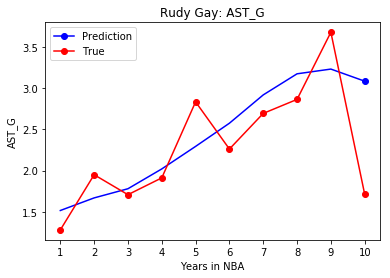 Rudy Gay: AST_G
Prediction
True
3.5
3.0
2.5
2.0
1.5
AST_G
1 2 3 4 5 6 7 8 9 10
Years in NBA